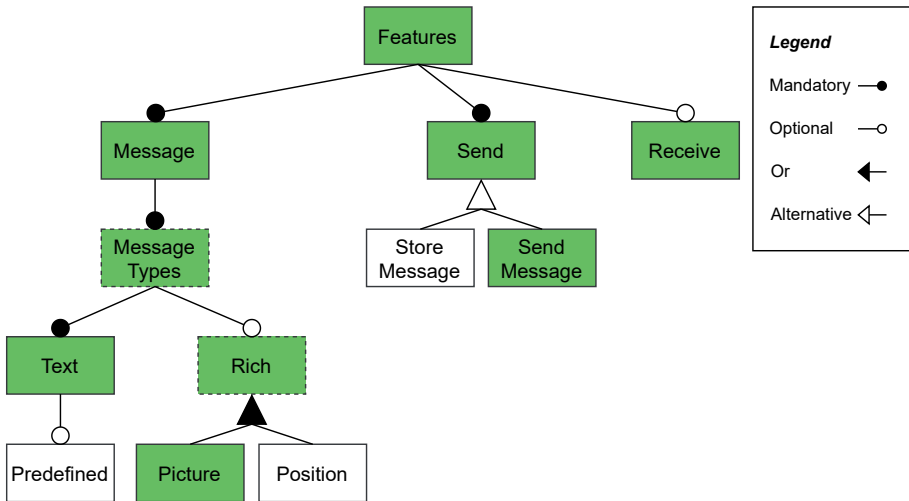 Features
Legend
Mandatory
Optional
Or
Alternative
Message
Send
Receive
Message
Types
Store
Message
Send
Message
Text
Rich
Predefined
Picture
Position